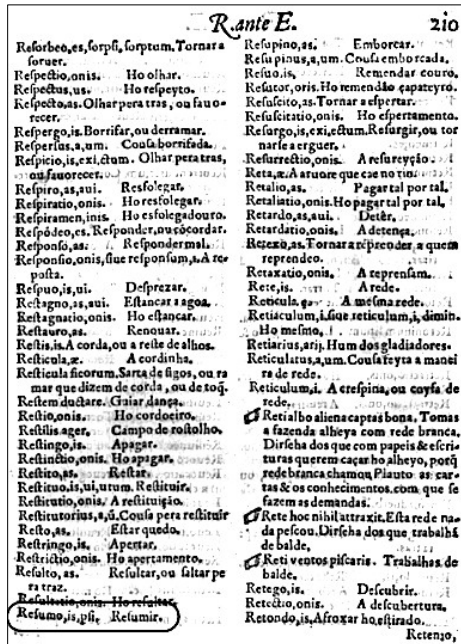 R ante E. 210
Resorbeo,es,sorpsi,sorptum. Tornar a
soruer.
Respectio,onis. Ho olhar.
Respectus,us. Ho respeyto.
Respecto,as. Olhar pera tras, ou fauo-
recer.
Respergo,is. Borrifar, ou derramar.
Respersus,a,um. Cousa borrifada.
Respicio,is,exi,ctum. Olhar pera tras,
ou fauorecer.
Respiro,as,aui. Resfolegar.
Respiratio,onis. Ho resfolegar.
Respiramen,inis. Ho esfolegadouro.
Respōdeo,es. Responder, ou cōcordar.
Responso,as. Responder mal.
Responsio,onis, siue responsum,i. A re-
posta.
Respuo,is,ui. Desprezar.
Restagno,as,aui. Estancar a agoa.
Restagnatio,onis. Ho estancar.
Restauro,as. Renouar.
Restis,is. A corda, ou a reste de alhos.
Resticula,æ. A cordinha.
Resticula ficorum. Sarta de figos, ou ra
mar que dizem de corda, ou de toq̃.
Restem ductare. Guiar dança.
Restio,onis. Ho cordoeiro.
Restilis ager. Campo de rostolho.
Restingo,is. Apagar.
Restinctio,onis. Ho apagar.
Restito,as. Restar.
Restituo,is,ui,utum. Restituir.
Restitutio,onis. A restituição.
Restitutorius,a,ũ. Cousa pera restituir
Resto,as. Estar quedo.
Restringo,is. Apertar.
Restrictio,onis. Ho apertamento.
Resulto,as. Resultar, ou saltar pe
ra traz.
Resultatio,onis. Ho resultar.
Resumo,is,psi, Resumir.
Resupino,as. Emborcar.
Resupinus,a,um. Cousa emborcada.
Resuo,is. Remendar couro.
Resutor,oris. Ho remendão çapateyro.
Resuscito,as. Tornar a espertar.
Resuscitatio,onis. Ho espertamento.
Resurgo,is,exi,ectum. Resurgir, ou tor
narse a erguer.
Resurrectio,onis. A resureyção.
Reta,æ. A aruore que cae no rio.
Retalio,as. Pagar tal por tal.
Retaliatio,onis. Ho pagar tal por tal.
Retardo,as,aui. Detêr.
Retardatio,onis. A detença.
Retexo,as. Tornar a reprender a quem
reprendeo.
Retaxatio,onis. A reprensam.
Rete,is. A rede.
Reticula. A mesma rede.
Retiaculum,i. siue reticulum,i, dimin.
Ho mesmo.
Retiarius,arij. Hum dos gladiadores.
Reticulatus,a,um. Cousa feyta a manei
ra de rede.
Reticulum,i. A crespina, ou coyfa de
rede.
Reti albo aliena captas bona. Tomas
a fazenda alheya com rede branca.
Dirseha dos que com papeis & escri-
turas querem caçar ho alheyo, porq̃
rede branca chamou Plauto as car-
tas & os conhecimentos com que se
fazem as demandas.
Rete hoc nihil attraxit. Esta rede na-
da pescou. Dirseha dos que trabalhã
de balde.
Reti ventos piscaris. Trabalhas de
balde.
Retego,is. Descubrir.
Retectio,onis. A descubertura.
Retondo,is. Afroxar ho estirado.
Retenio,